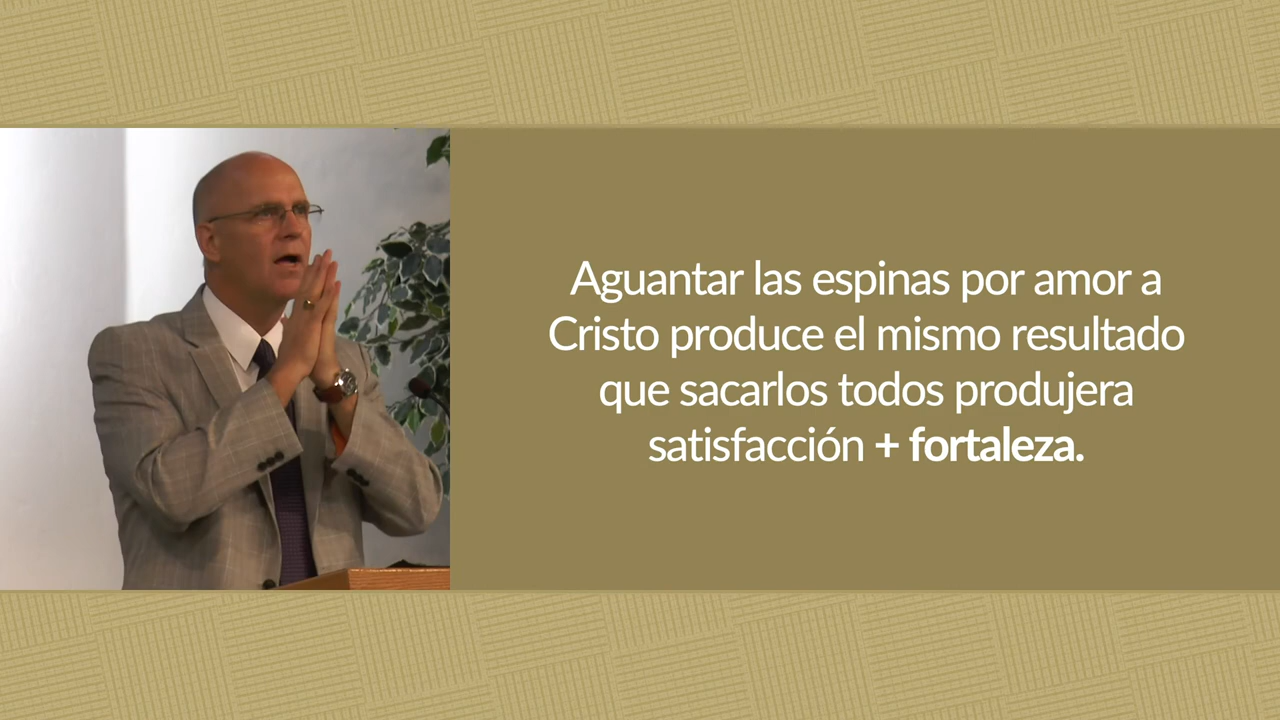 Aguantar las espinas por amor a
Cristo produce el mismo resultado
que sacarlos todos produjera
satisfacción + fortaleza.